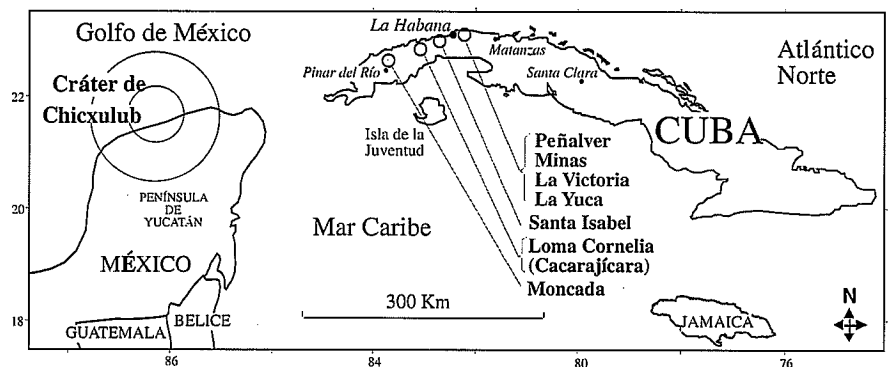 Golfo de México
La Habana
Matanzas
Atlántico
Norte
Cráter de
Chicxulub
Pinar del Río
Santa Clara
22
CUBA
Isla de la
Juventud
Peñalver
Minas
La Victoria
La Yuca
PENÍNSULA
DE
YUCATÁN
20
Mar Caribe
Santa Isabel
Loma Cornelia
(Cacarajícara)
Moncada
MÉXICO
300 Km
N
18
GUATEMALA
BELICE
JAMAICA
86
84
80
76